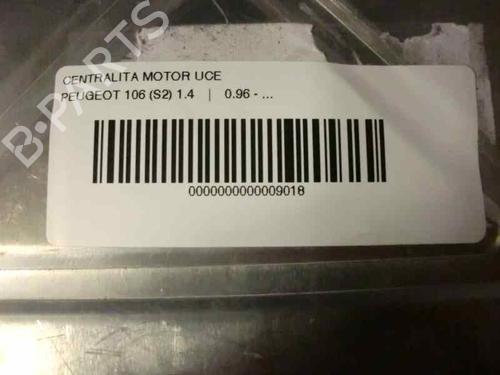 CENTRALITA MOTOR UCE
PEUGEOT 106 (S2) 1.4 | 0.96 - ...
0000000000009018
B-PARTS